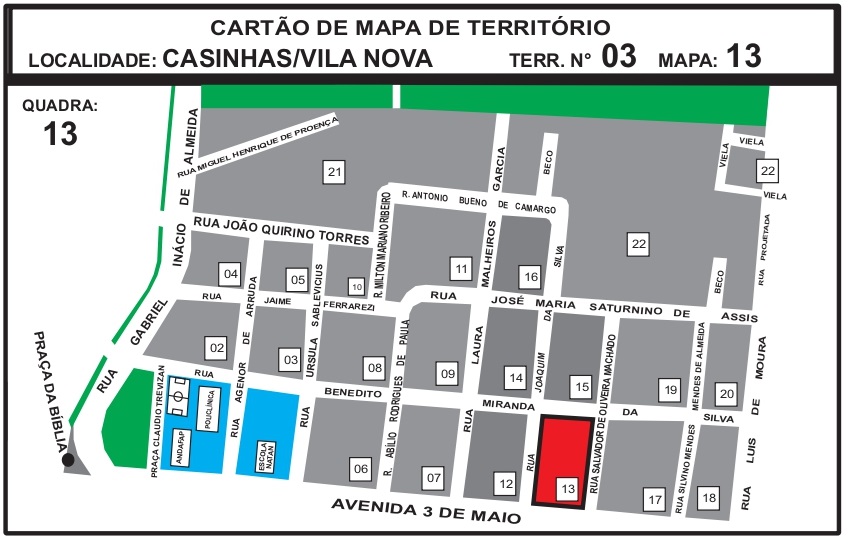 CARTÃO DE MAPA DE TERRITÓRIO
LOCALIDADE: CASINHAS/VILA NOVA
TERR. N° 03 MAPA: 13
QUADRA:
13
RUA MIGUEL HENRIQUE DE PROENÇA
RUA GABRIEL INÁCIO DE ALMEIDA
21
VIELA
VIELA
22
VIELA
R. ANTONIO BUENO DE CAMARGO
BECO
RUA LAURA MALHEIROS GARCIA
RUA JOÃO QUIRINO TORRES
R. MILTON MARIANO RIBEIRO
22
RUA PROJETADA
BECO
04
05
10
11
16
RUA JOAQUIM DA SILVA
RUA JAIME FERRAREZI
RUA JOSÉ MARIA SATURNINO DE ASSIS
RUA AGENOR DE ARRUDA
RUA URSULA SABLEVICIUS
02
03
08
09
14
15
19
20
R. ABÍLIO RODRIGUES DE PAULA
RUA SALVADOR DE OLIVEIRA MACHADO
MENDES DE ALMEIDA
RUA LUIS DE MOURA
PRAÇA DA BÍBLIA
PRAÇA CLAUDIO TREVIZAN
RUA BENEDITO MIRANDA DA SILVA
POLICLÍNICA
ANDAFAP
ESCOLA
NATAN
06
07
12
13
17
18
RUA SILVINO MENDES
AVENIDA 3 DE MAIO